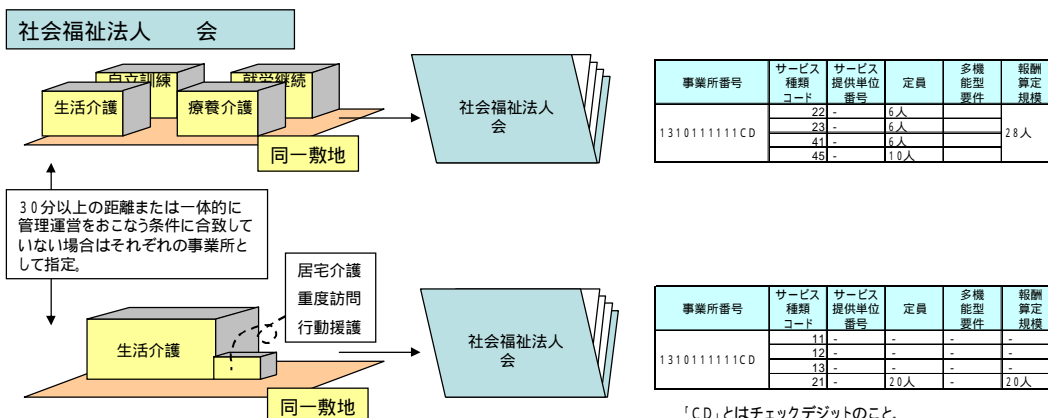 社会福祉法人　　会
自立訓練
就労継続
生活介護
療養介護
同一敷地
社会福祉法人
会
事業所番号
サービス
種類
コード
サービス
提供単位
番号
定員
多機
能型
要件
報酬
算定
規模
1310111111CD
22 - 6人
23 - 6人
41 - 6人
45 - 10人
28人
30分以上の距離または一体的に
管理運営をおこなう条件に合致して
いない場合はそれぞれの事業所と
して指定。
居宅介護
重度訪問
行動援護
生活介護
同一敷地
社会福祉法人
会
事業所番号
サービス
種類
コード
サービス
提供単位
番号
定員
多機
能型
要件
報酬
算定
規模
1310111111CD
11 - - - -
12 - - - -
13 - - - -
21 - 20人 - 20人
「CD」とはチェックデジットのこと。